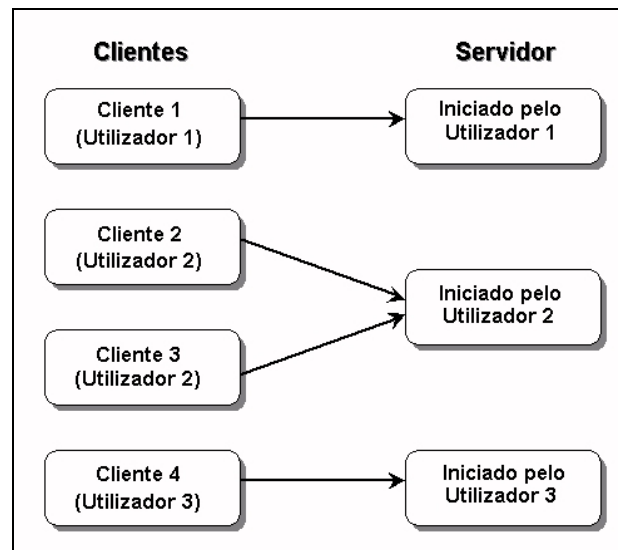 Clientes
Servidor
Cliente 1
(Utilizador 1)
Iniciado pelo
Utilizador 1
Cliente 2
(Utilizador 2)
Iniciado pelo
Utilizador 2
Cliente 3
(Utilizador 2)
Cliente 4
(Utilizador 3)
Iniciado pelo
Utilizador 3